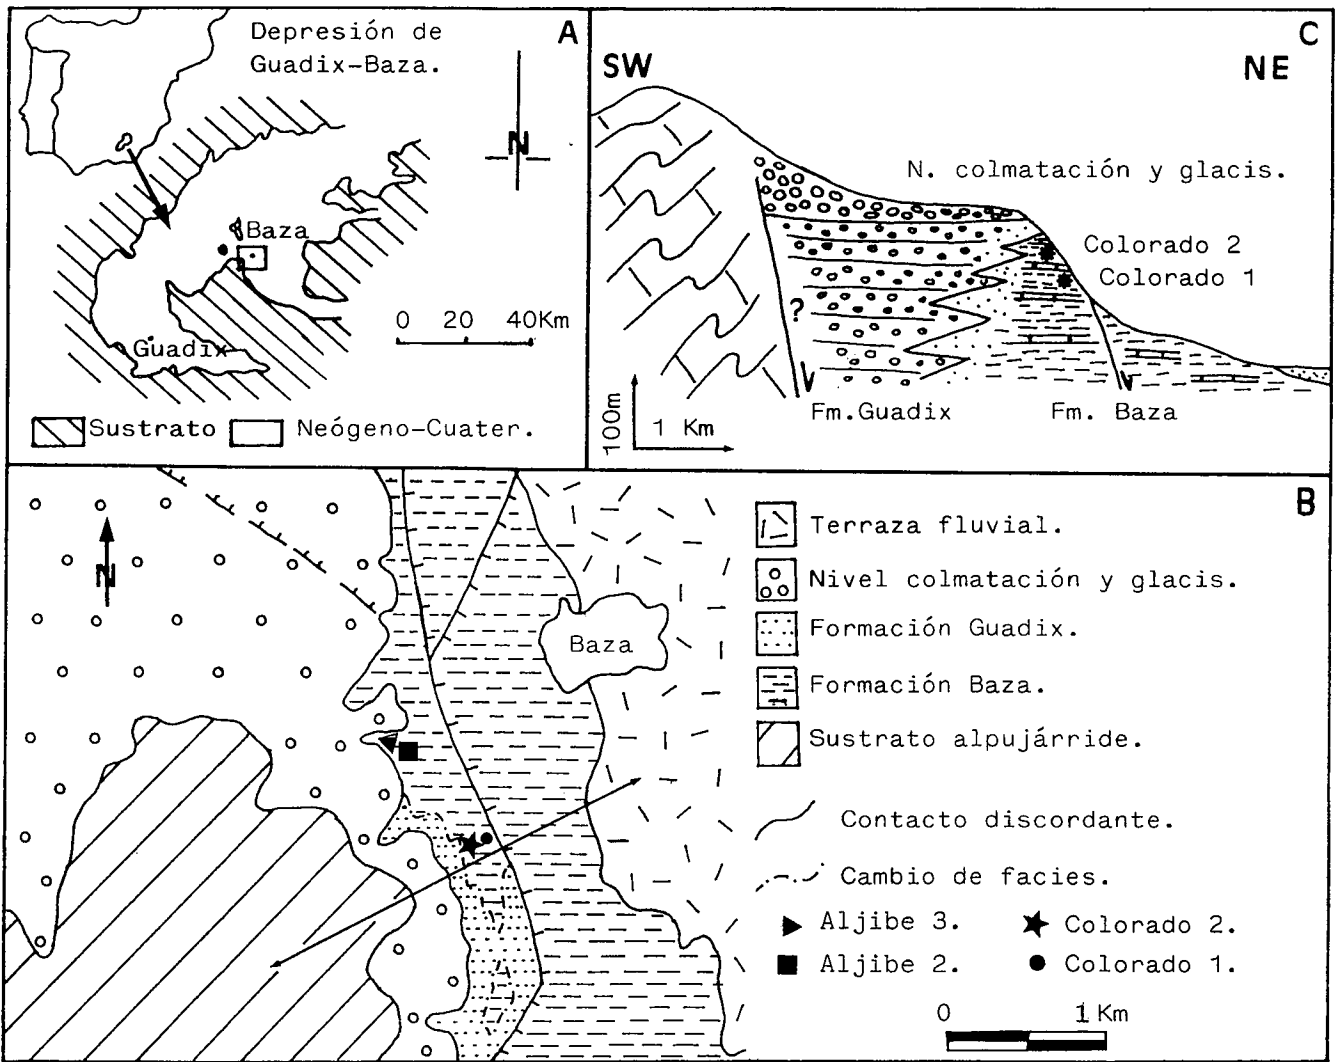 Depresión de
Guadix-Baza.
A
N
Baza
0 20 40Km
Guadix
Sustrato
Neógeno-Cuater.
C
SW
NE
N. colmatación y glacis.
Colorado 2
Colorado 1
?
Fm.Guadix
Fm. Baza
100m
1 Km
B
N
Baza
Terraza fluvial.
Nivel colmatación y glacis.
Formación Guadix.
Formación Baza.
Sustrato alpujárride.
Contacto discordante.
Cambio de facies.
Aljibe 3.
Colorado 2.
Aljibe 2.
Colorado 1.
0 1 Km